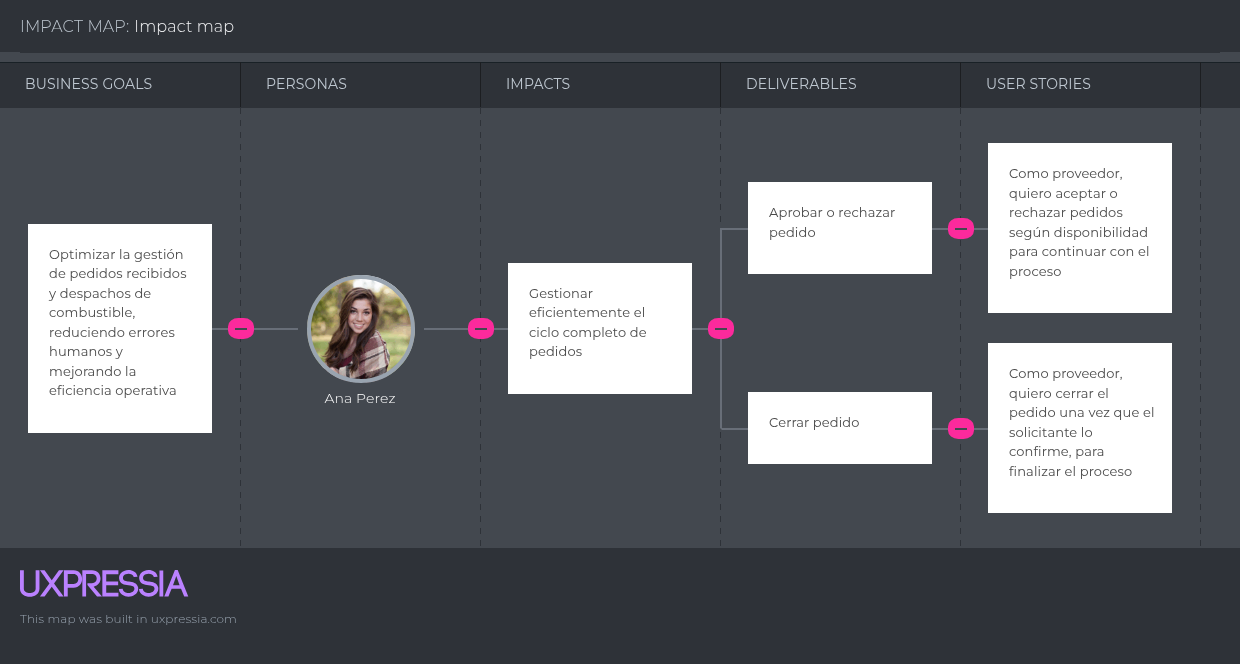 IMPACT MAP: Impact map
BUSINESS GOALS
PERSONAS
IMPACTS
DELIVERABLES
USER STORIES
Optimizar la gestión
de pedidos recibidos
y despachos de
combustible,
reduciendo errores
humanos y
mejorando la
eficiencia operativa
Ana Perez
Gestionar
eficientemente el
ciclo completo de
pedidos
Aprobar o rechazar
pedido
Como proveedor,
quiero aceptar o
rechazar pedidos
según disponibilidad
para continuar con el
proceso
Cerrar pedido
Como proveedor,
quiero cerrar el
pedido una vez que el
solicitante lo
confirme, para
finalizar el proceso
UXPRESSIA
This map was built in uxpressia.com